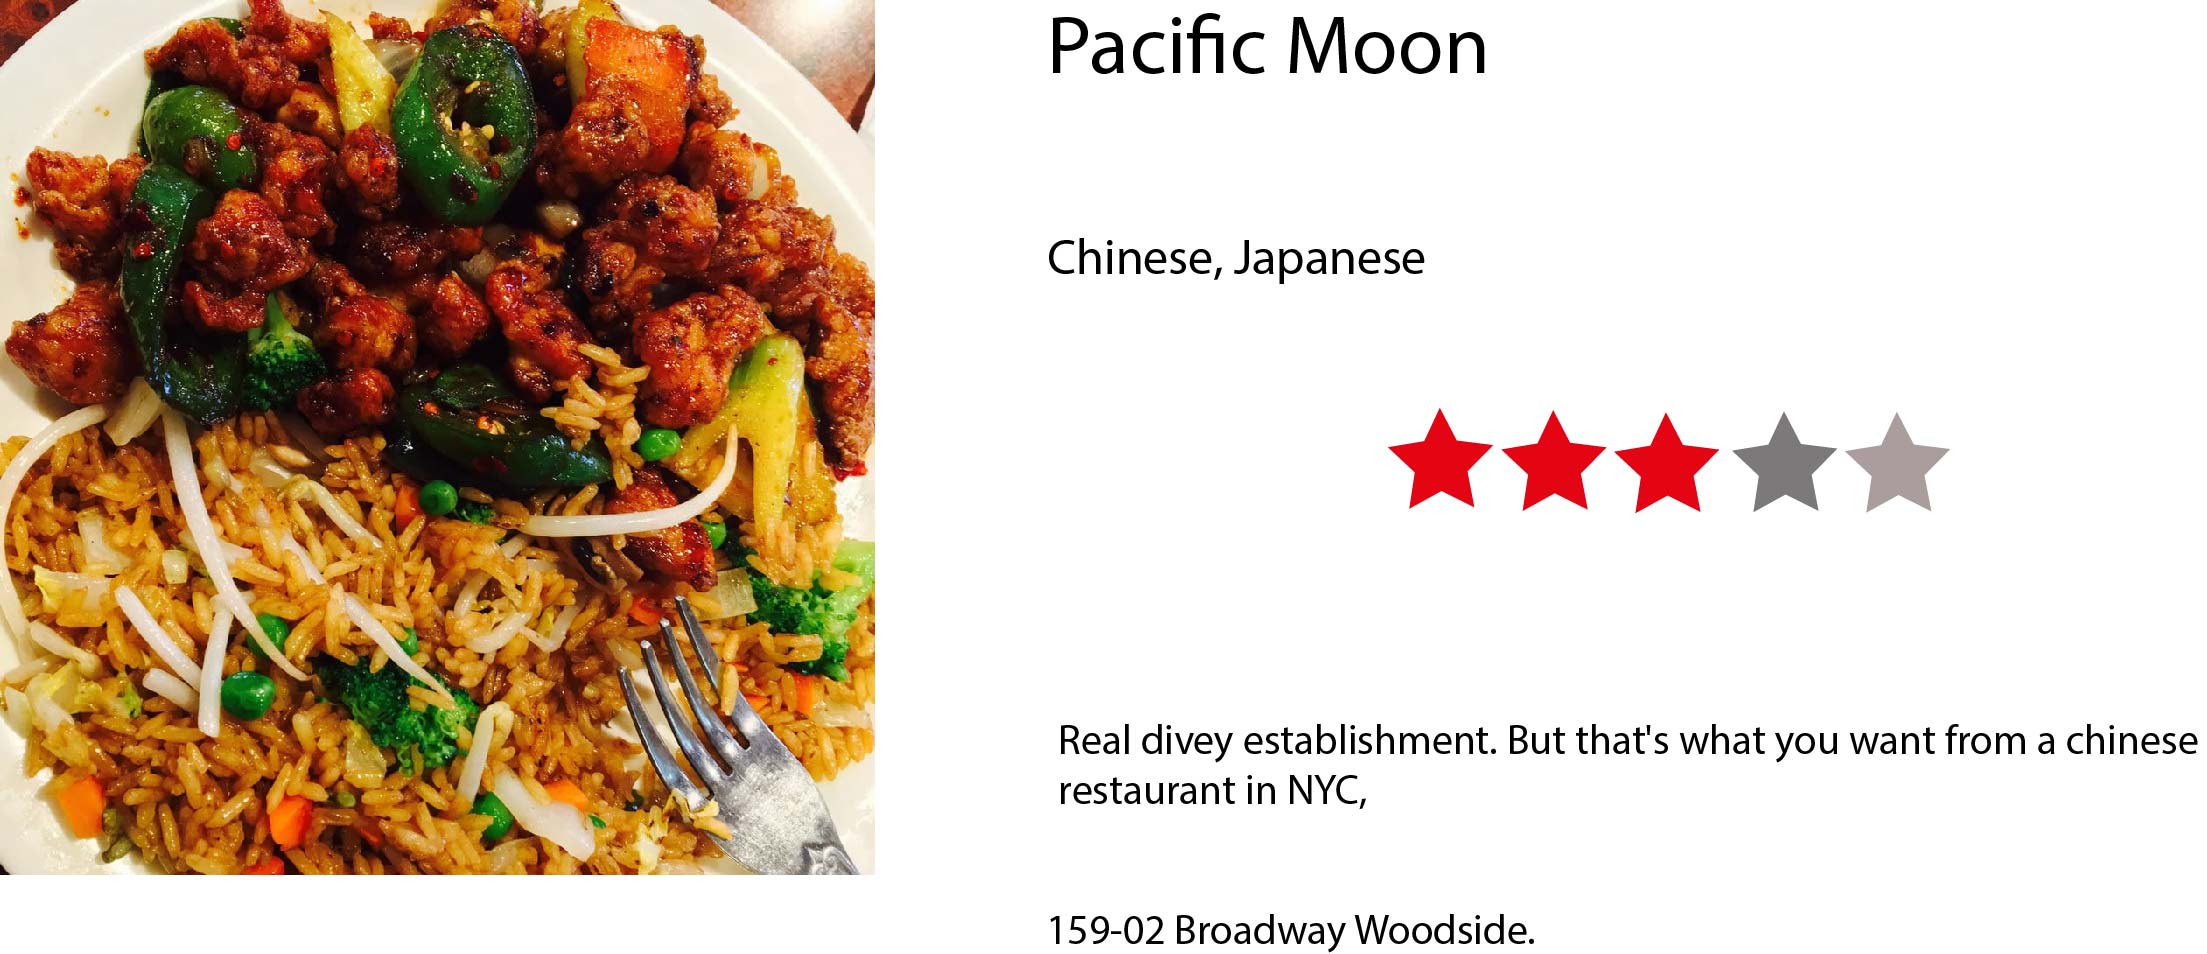 Pacific Moon
Chinese, Japanese
Real divey establishment. But that's what you want from a chinese
restaurant in NYC,
159-02 Broadway Woodside.